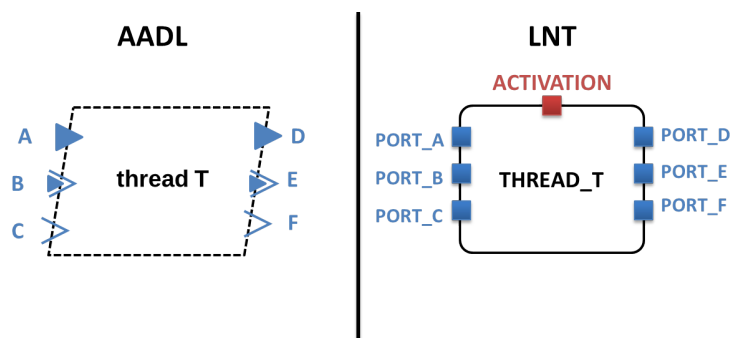 AADL
A
B
C
thread T
D
E
F
LNT
ACTIVATION
PORT_A
PORT_B
PORT_C
THREAD_T
PORT_D
PORT_E
PORT_F